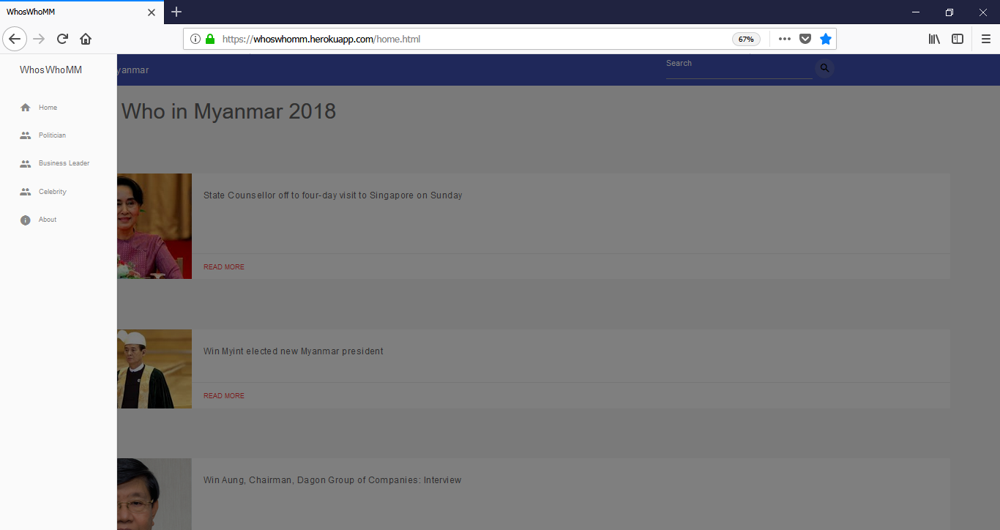 WhosWhoMM
https://whoswhomm.herokuapp.com/home.html
67%
WhosWhoMM
yanmar
Search
Home
Politician
Business Leader
Celebrity
About
Who in Myanmar 2018
State Counsellor off to four-day visit to Singapore on Sunday
READ MORE
Win Myint elected new Myanmar president
READ MORE
Win Aung, Chairman, Dagon Group of Companies: Interview